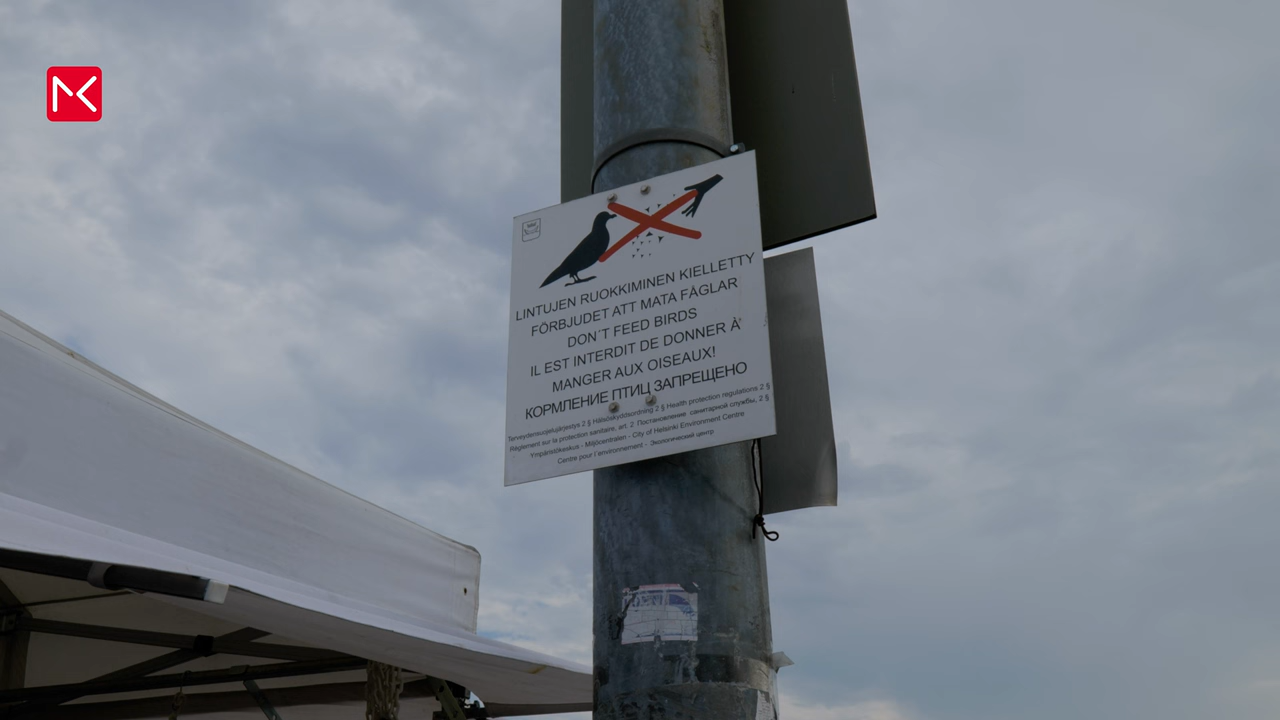 LINTUJEN RUOKKIMINEN KIELLETTY
FÖRBJUDET ATT MATA FÅGLAR
DON´T FEED BIRDS
IL EST INTERDIT DE DONNER À
MANGER AUX OISEAUX!
КОРМЛЕНИЕ ПТИЦ ЗАПРЕЩЕНО
Terveydensuojelujärjestys 2 § Hälsoskyddsordning 2 § Health protection regulations 2 §
Réglement sur la protection sanitaire, art. 2 Постановление санитарной службы, 2 §
Ympäristökeskus - Miljöcentralen - City of Helsinki Environment Centre
Centre pour l´environnement - Экологический центр